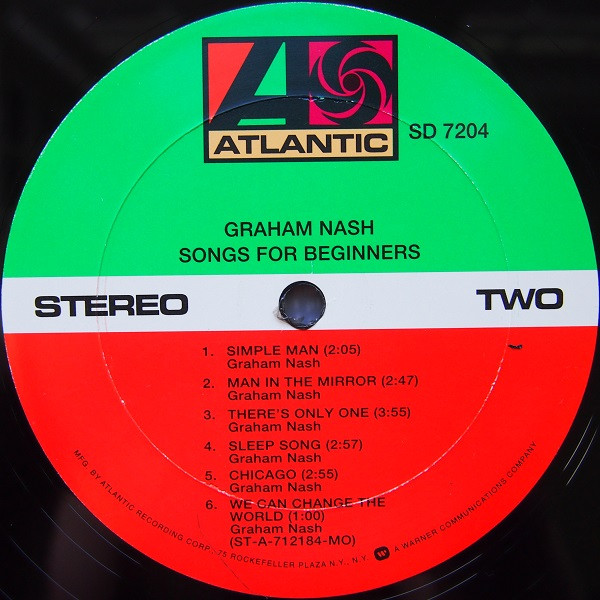 ATLANTIC
SD 7204
GRAHAM NASH
SONGS FOR BEGINNERS
STEREO
TWO
1. SIMPLE MAN (2:05)
Graham Nash
2. MAN IN THE MIRROR (2:47)
Graham Nash
3. THERE'S ONLY ONE (3:55)
Graham Nash
4. SLEEP SONG (2:57)
Graham Nash
5. CHICAGO (2:55)
Graham Nash
6. WE CAN CHANGE THE
WORLD (1:00)
Graham Nash
(ST-A-712184-MO)
MFG. BY ATLANTIC RECORDING CORP., 75 ROCKEFELLER PLAZA N.Y., N.Y. A WARNER COMMUNICATIONS COMPANY